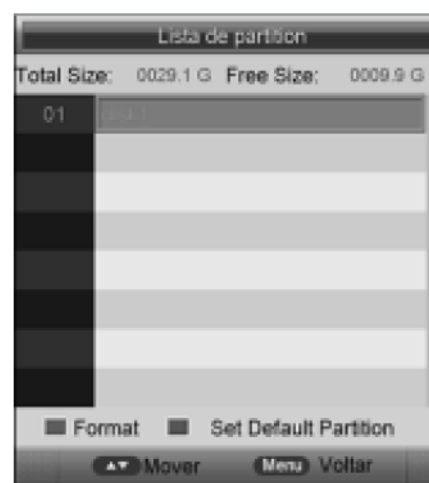 Lista de partition
Total Size: 0029.1 G Free Size: 0009.9 G
01
Format Set Default Partition
Mover Menu Voltar